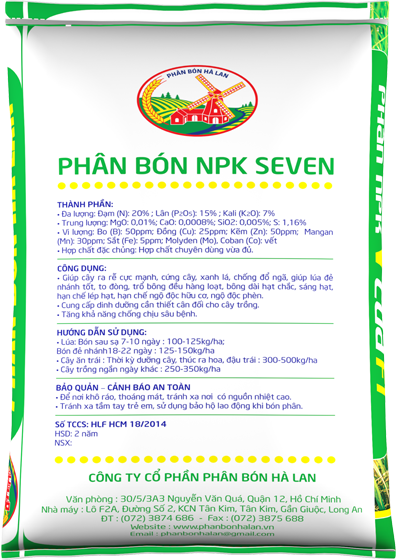 PHÂN BÓN HÀ LAN
PHÂN BÓN NPK SEVEN
THÀNH PHẦN:
• Đa lượng: Đạm (N): 20% ; Lân (P₂O₅): 15% ; Kali (K₂O): 7%
• Trung lượng: MgO: 0,01%; CaO: 0,0008%; SiO2: 0,005%; S: 1,16%
• Vi lượng: Bo (B): 50ppm; Đồng (Cu): 25ppm; Kẽm (Zn): 50ppm; Mangan
(Mn): 30ppm; Sắt (Fe): 5ppm; Molyden (Mo), Coban (Co): vết
• Hợp chất đặc chủng: Hợp chất chuyên dùng vừa đủ.
CÔNG DỤNG:
• Giúp cây ra rễ cực mạnh, cứng cây, xanh lá, chống đổ ngã, giúp lúa đẻ
nhánh tốt, to đòng, trổ bông đều hàng loạt, bông dài hạt chắc, sáng hạt,
hạn chế lép hạt, hạn chế ngộ độc hữu cơ, ngộ độc phèn.
• Cung cấp dinh dưỡng cần thiết cân đối cho cây trồng.
• Tăng khả năng chống chịu sâu bệnh.
HƯỚNG DẪN SỬ DỤNG:
• Lúa: Bón sau sạ 7-10 ngày : 100-125kg/ha;
Bón đẻ nhánh18-22 ngày : 125-150kg/ha
• Cây ăn trái : Thời kỳ dưỡng cây, thúc ra hoa, đậu trái : 300-500kg/ha
• Cây trồng ngắn ngày khác : 250-350kg/ha
BẢO QUẢN – CẢNH BÁO AN TOÀN
• Để nơi khô ráo, thoáng mát, tránh xa nơi có nguồn nhiệt cao.
• Tránh xa tầm tay trẻ em, sử dụng bảo hộ lao động khi bón phân.
Số TCCS: HLF HCM 18/2014
HSD: 2 năm
NSX:
CÔNG TY CỔ PHẦN PHÂN BÓN HÀ LAN
Văn phòng : 30/5/3A3 Nguyễn Văn Quá, Quận 12, Hồ Chí Minh
Nhà máy : Lô F2A, Đường Số 2, KCN Tân Kim, Tân Kim, Gần Giuộc, Long An
ĐT : (072) 3874 686 - Fax : (072) 3875 688
Website : www.phanbonhalan.vn
Email : phanbonhalan@gmail.com
Phân NPK